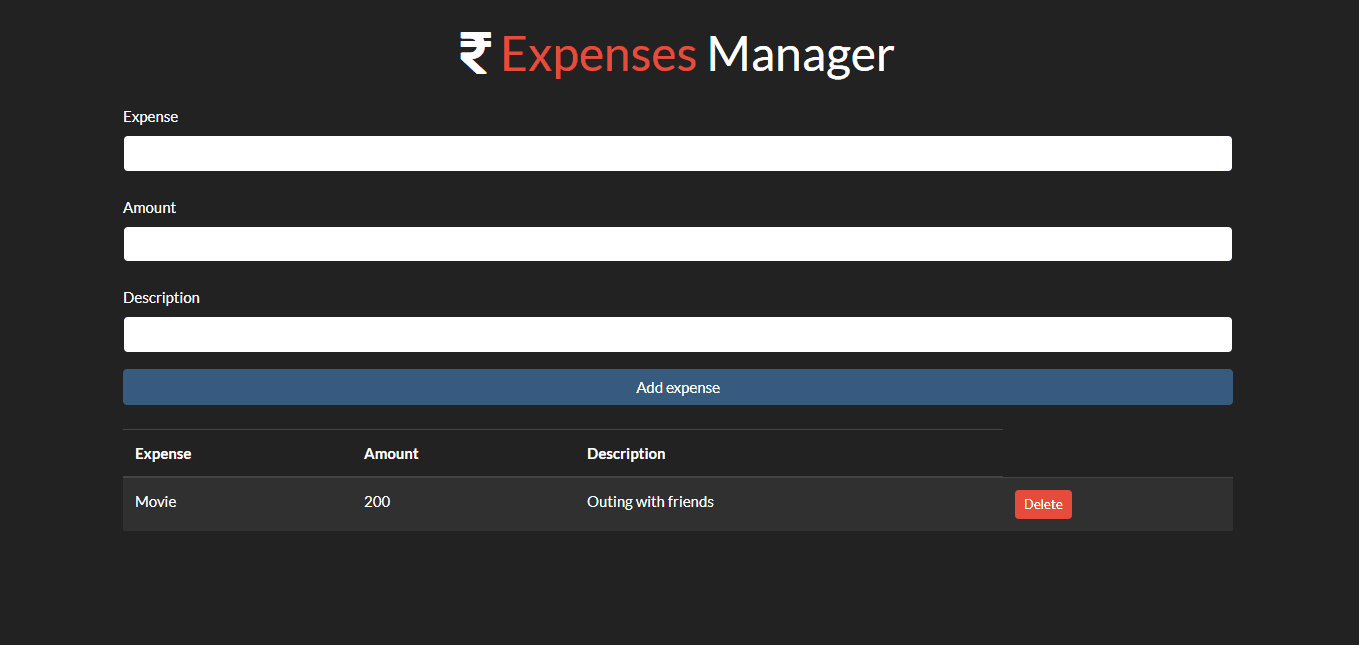 ₹ Expenses Manager
Expense
Amount
Description
Add expense
Expense Amount Description
Movie 200 Outing with friends Delete